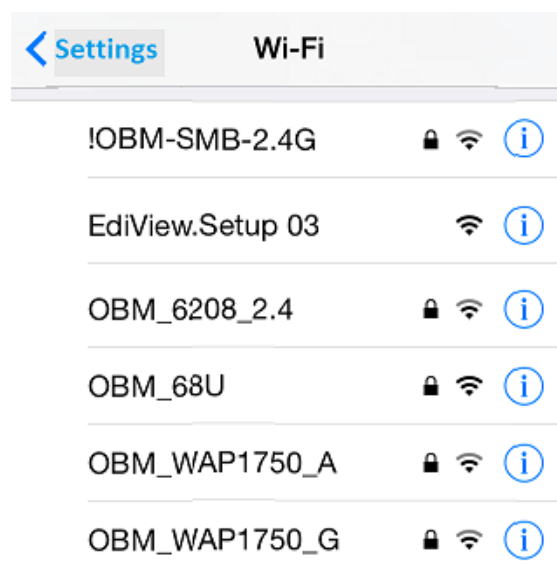 Settings Wi-Fi
!OBM-SMB-2.4G
EdiView.Setup 03
OBM_6208_2.4
OBM_68U
OBM_WAP1750_A
OBM_WAP1750_G